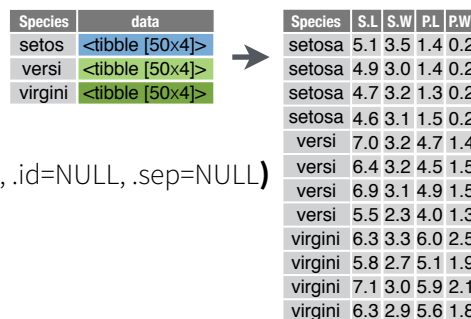 Species data
setos <tibble [50x4]>
versi <tibble [50x4]>
virgini <tibble [50x4]>
, .id=NULL, .sep=NULL)
Species S.L S.W P.L P.W
setosa 5.1 3.5 1.4 0.2
setosa 4.9 3.0 1.4 0.2
setosa 4.7 3.2 1.3 0.2
setosa 4.6 3.1 1.5 0.2
versi 7.0 3.2 4.7 1.4
versi 6.4 3.2 4.5 1.5
versi 6.9 3.1 4.9 1.5
versi 5.5 2.3 4.0 1.3
virgini 6.3 3.3 6.0 2.5
virgini 5.8 2.7 5.1 1.9
virgini 7.1 3.0 5.9 2.1
virgini 6.3 2.9 5.6 1.8